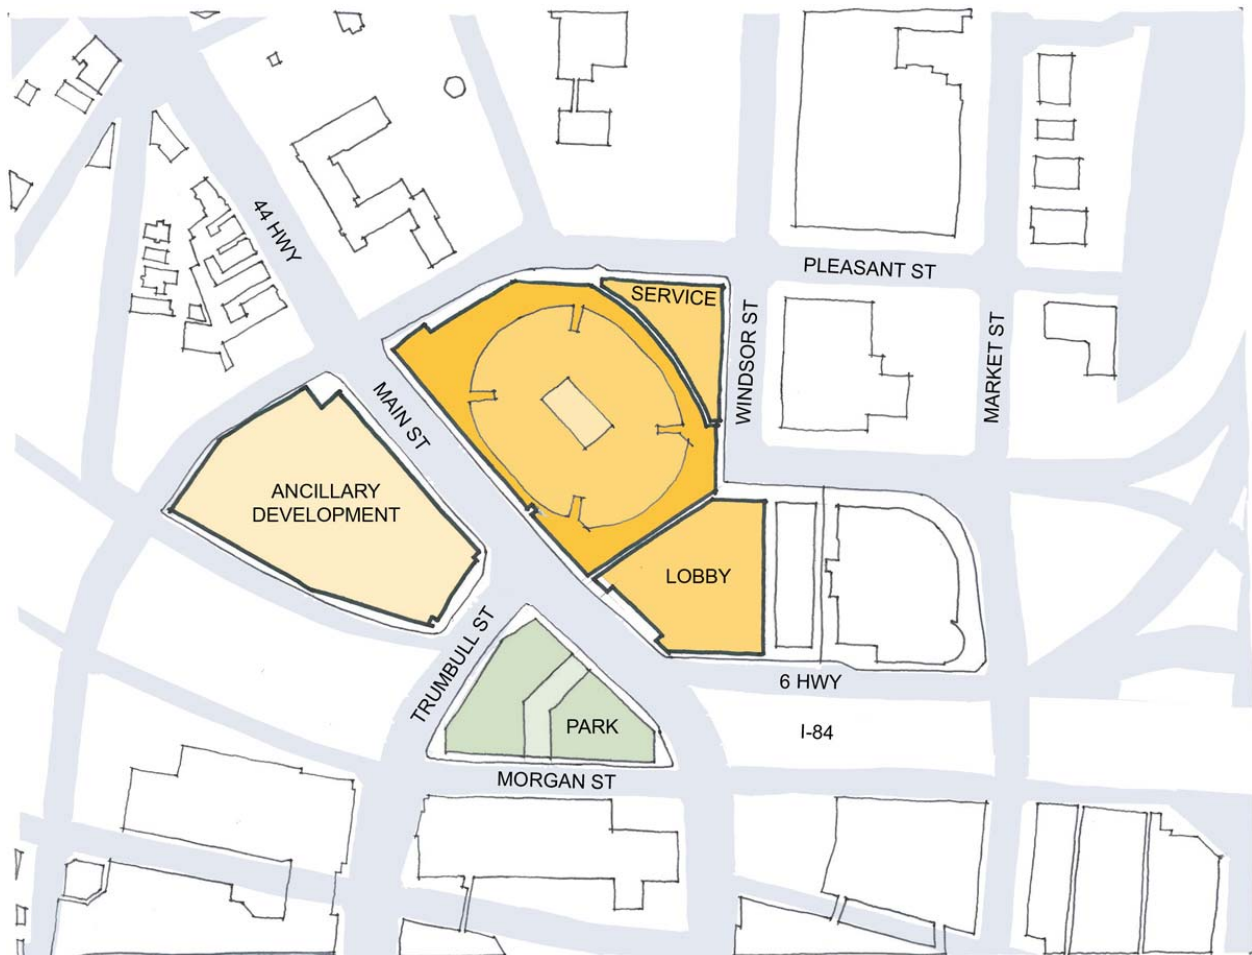 44 HWY
PLEASANT ST
SERVICE
WINDSOR ST
MARKET ST
MAIN ST
ANCILLARY
DEVELOPMENT
LOBBY
TRUMBULL ST
6 HWY
PARK
I-84
MORGAN ST